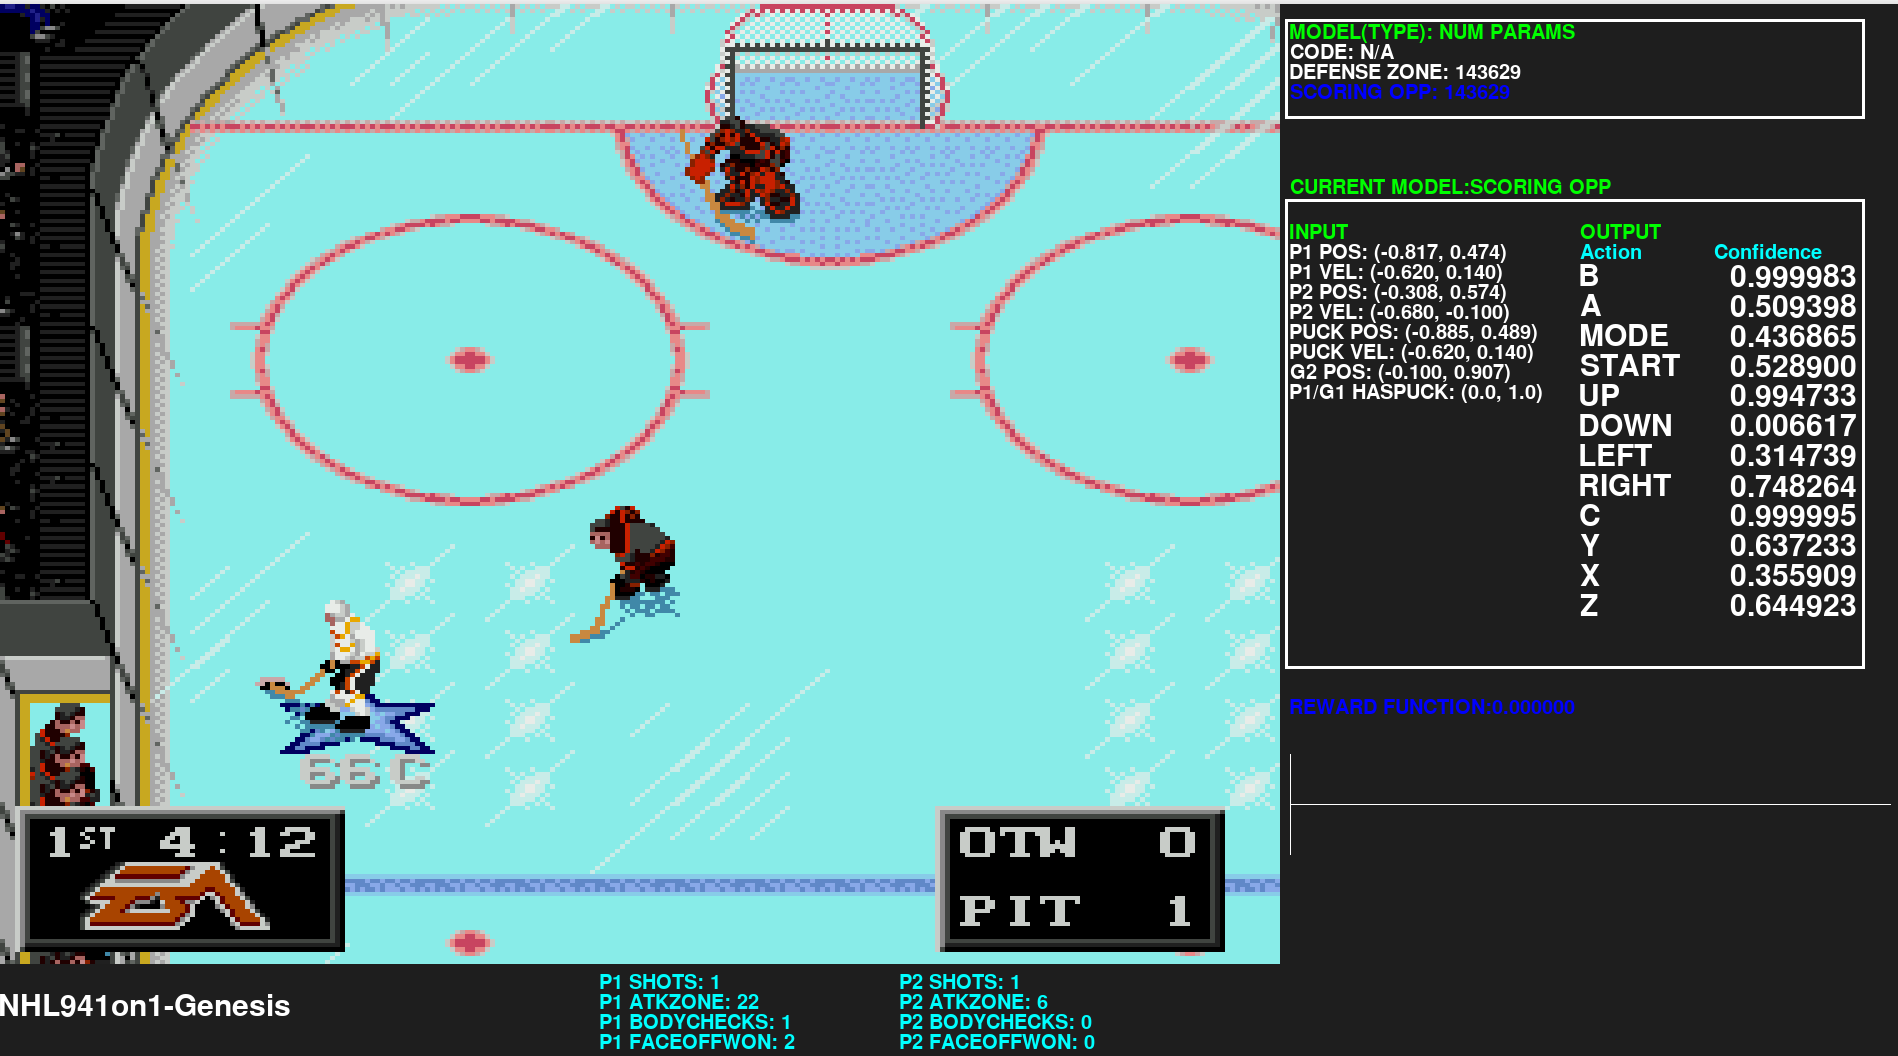 MODEL(TYPE): NUM PARAMS
CODE: N/A
DEFENSE ZONE: 143629
SCORING OPP: 143629
CURRENT MODEL:SCORING OPP
INPUT
P1 POS: (-0.817, 0.474)
P1 VEL: (-0.620, 0.140)
P2 POS: (-0.308, 0.574)
P2 VEL: (-0.680, -0.100)
PUCK POS: (-0.885, 0.489)
PUCK VEL: (-0.620, 0.140)
G2 POS: (-0.100, 0.907)
P1/G1 HASPUCK: (0.0, 1.0)
OUTPUT
Action Confidence
B 0.999983
A 0.509398
MODE 0.436865
START 0.528900
UP 0.994733
DOWN 0.006617
LEFT 0.314739
RIGHT 0.748264
C 0.999995
Y 0.637233
X 0.355909
Z 0.644923
REWARD FUNCTION:0.000000
66 C
1ST 4:12
EA
OTW 0
PIT 1
NHL941on1-Genesis
P1 SHOTS: 1
P1 ATKZONE: 22
P1 BODYCHECKS: 1
P1 FACEOFFWON: 2
P2 SHOTS: 1
P2 ATKZONE: 6
P2 BODYCHECKS: 0
P2 FACEOFFWON: 0